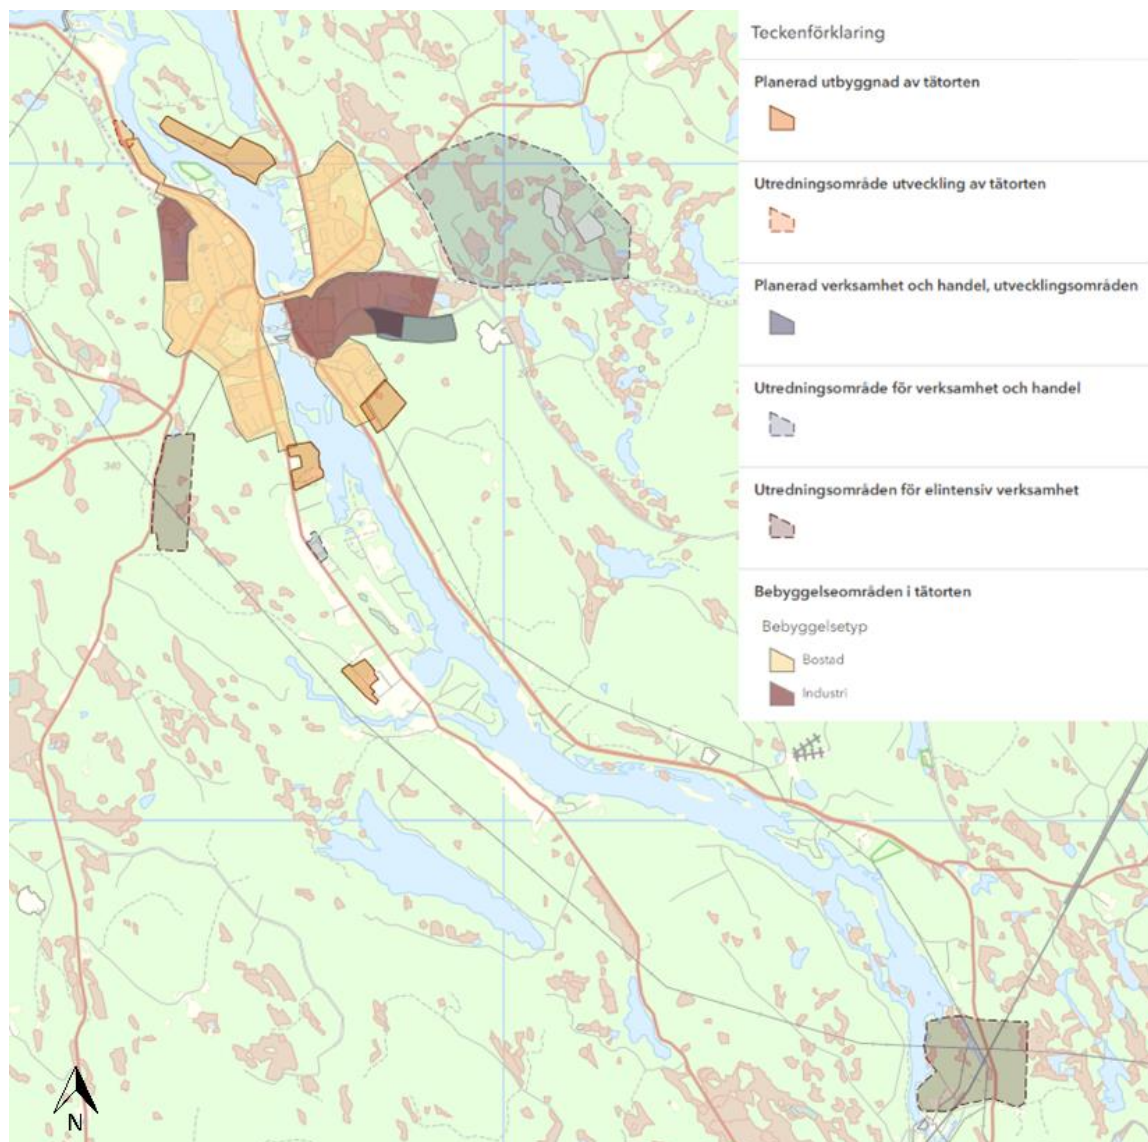 Teckenförklaring
Planerad utbyggnad av tätorten
Utredningsområde utveckling av tätorten
Planerad verksamhet och handel, utvecklingsområden
Utredningsområde för verksamhet och handel
Utredningsområden för elintensiv verksamhet
Bebyggelseområden i tätorten
Bebyggelsetyp
Bostad
Industri
340
N